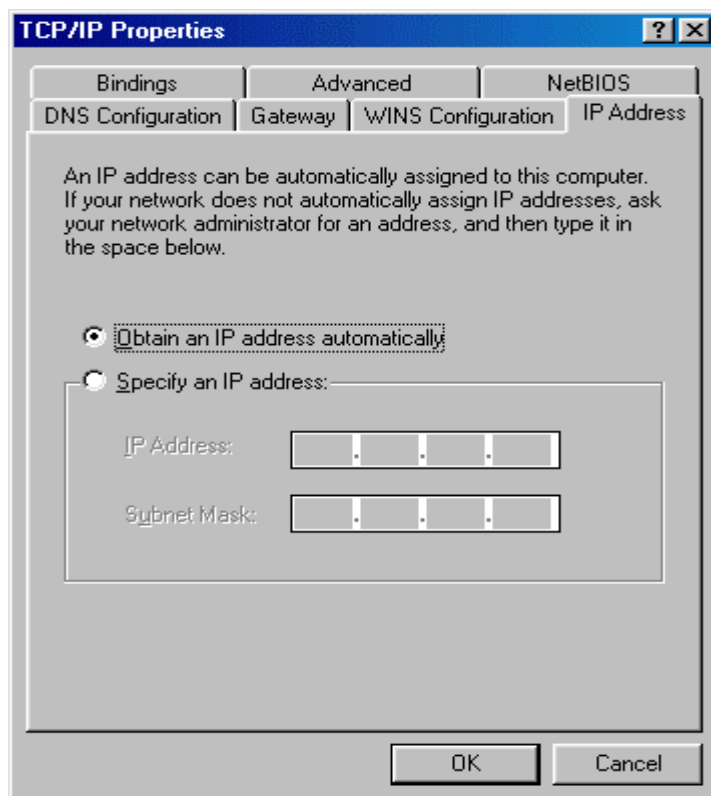 TCP/IP Properties
Bindings
Advanced
NetBIOS
DNS Configuration
Gateway
WINS Configuration
IP Address
An IP address can be automatically assigned to this computer.
If your network does not automatically assign IP addresses, ask
your network administrator for an address, and then type it in
the space below.
Obtain an IP address automatically
Specify an IP address:
IP Address:
. . .
Subnet Mask:
. . .
OK
Cancel